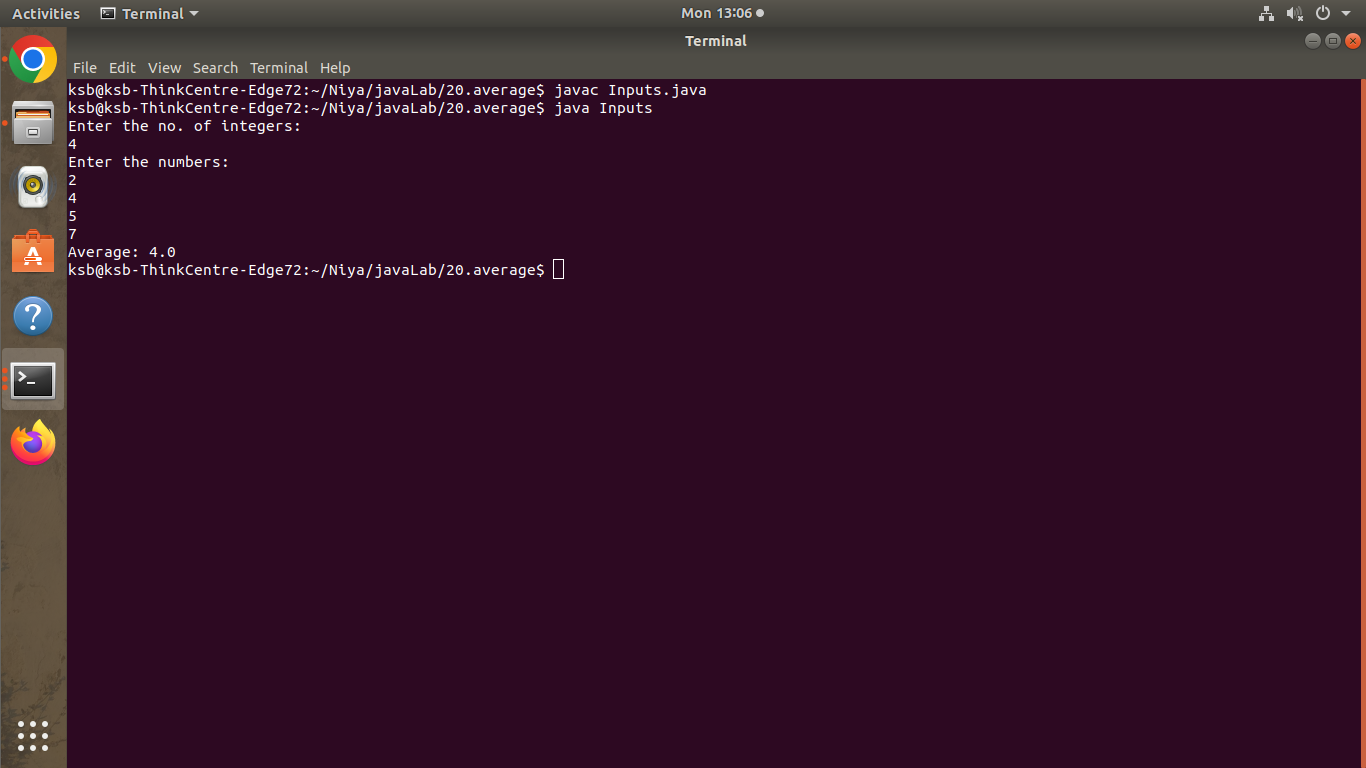 Activities Terminal Mon 13:06
Terminal
File Edit View Search Terminal Help
ksb@ksb-ThinkCentre-Edge72:~/Niya/javaLab/20.average$ javac Inputs.java
ksb@ksb-ThinkCentre-Edge72:~/Niya/javaLab/20.average$ java Inputs
Enter the no. of integers:
4
Enter the numbers:
2
4
5
7
Average: 4.0
ksb@ksb-ThinkCentre-Edge72:~/Niya/javaLab/20.average$